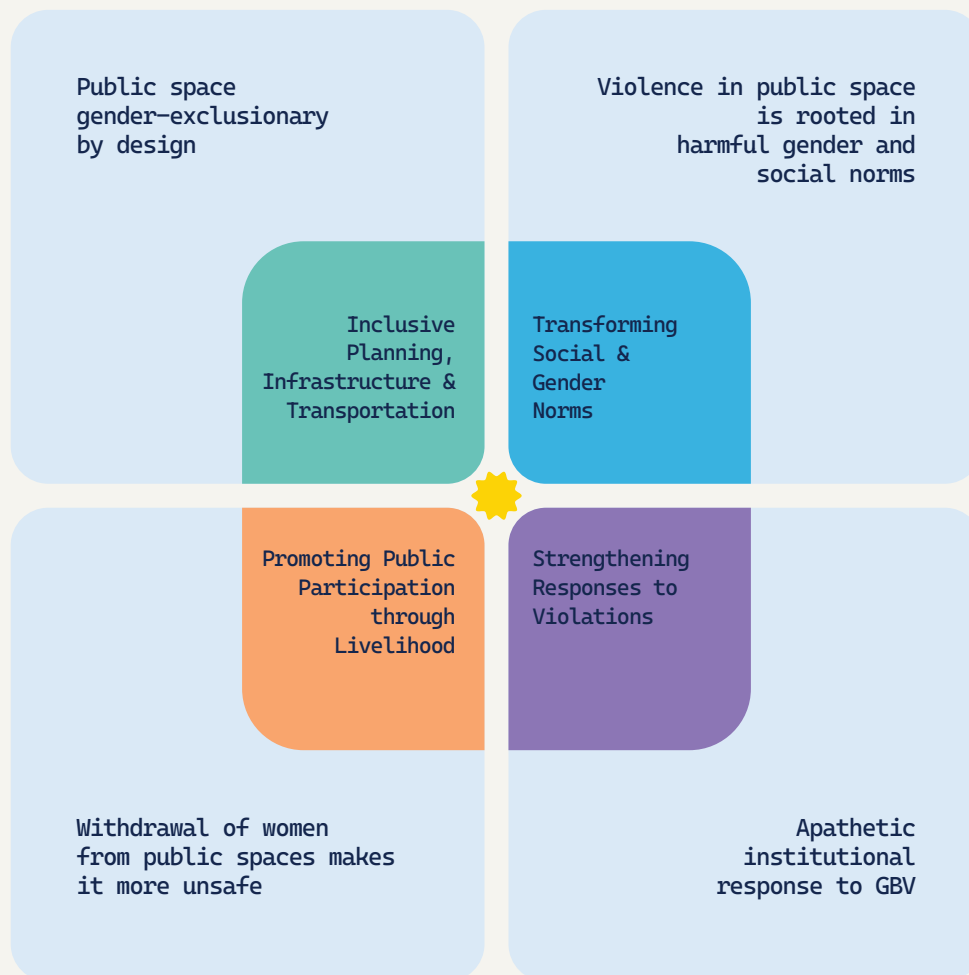 Public space
gender-exclusionary
by design
Violence in public space
is rooted in
harmful gender and
social norms
Inclusive
Planning,
Infrastructure &
Transportation
Transforming
Social &
Gender
Norms
Promoting Public
Participation
through
Livelihood
Strengthening
Responses to
Violations
Withdrawal of women
from public spaces makes
it more unsafe
Apathetic
institutional
response to GBV